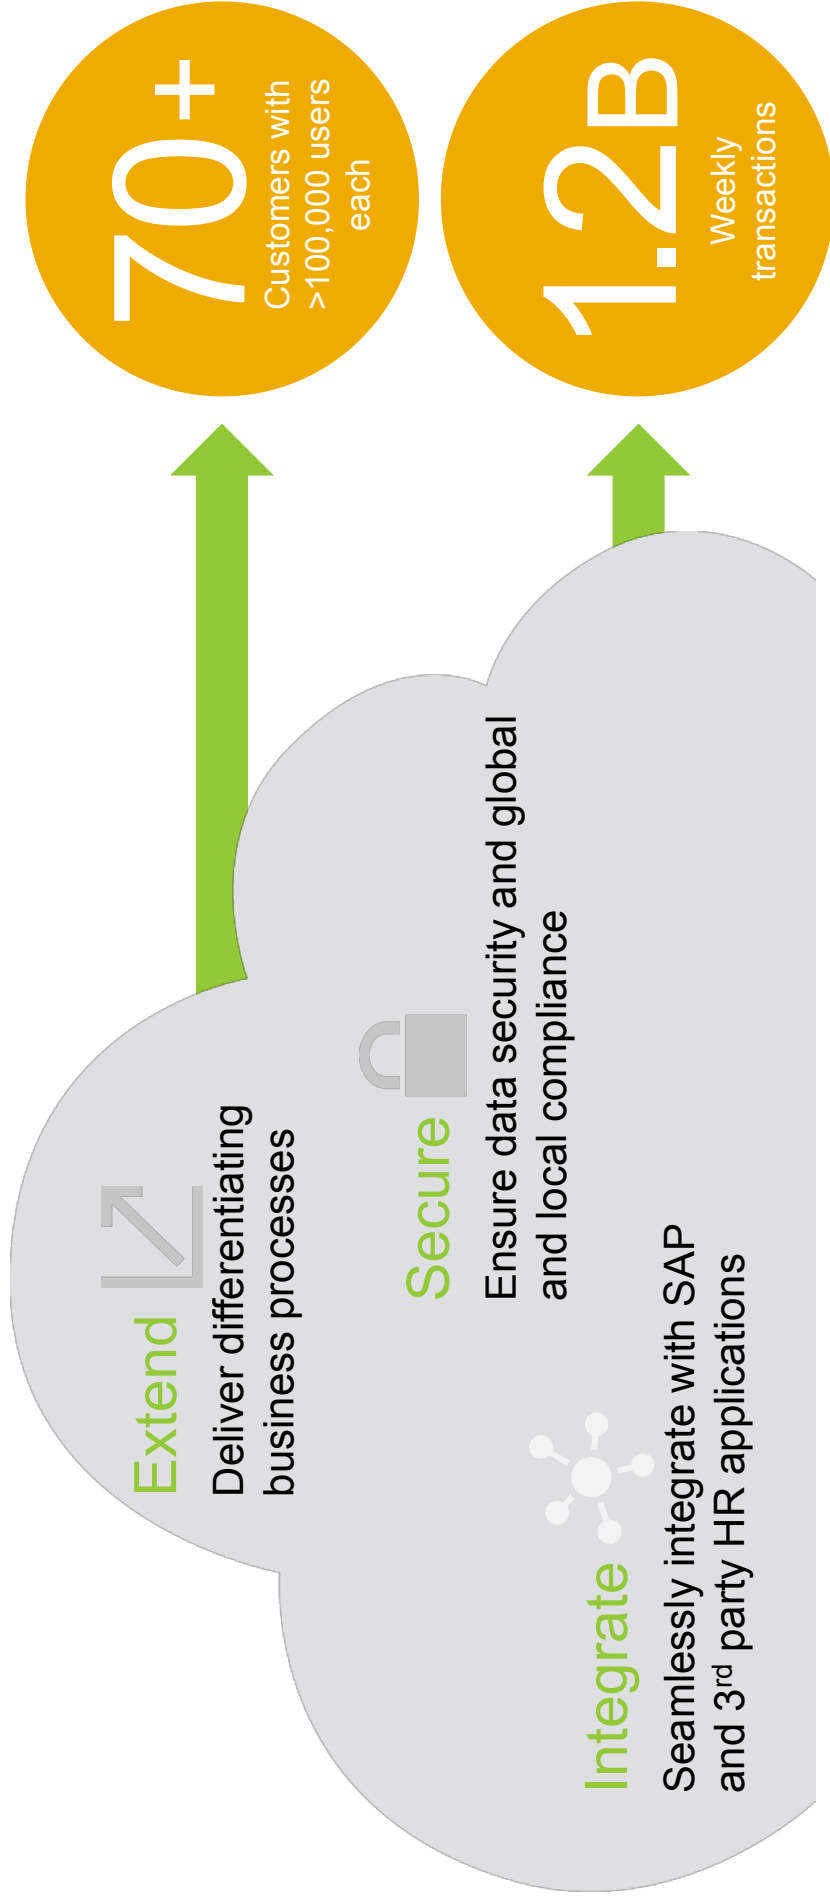 Extend
Deliver differentiating
business processes
Secure
Ensure data security and global
and local compliance
Integrate
Seamlessly integrate with SAP
and 3rd party HR applications
70+
Customers with
>100,000 users
each
1.2B
Weekly
transactions